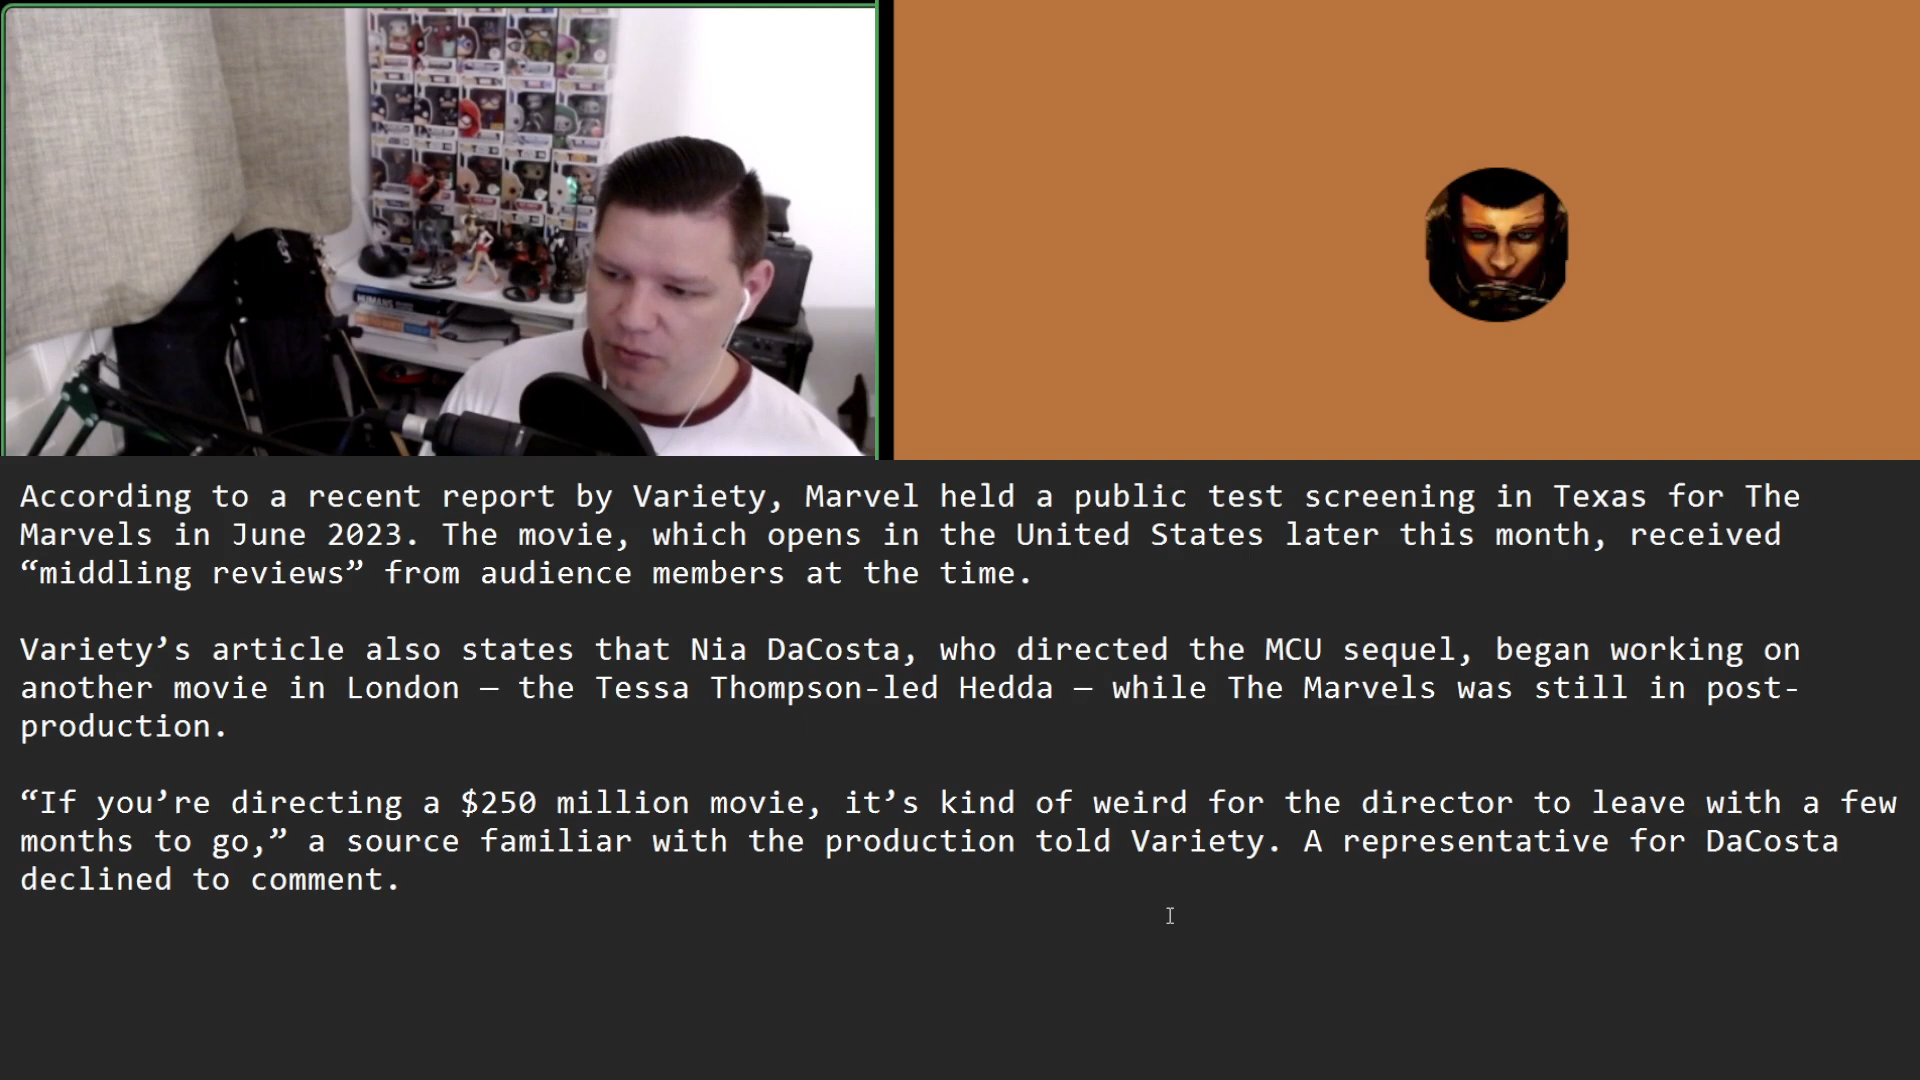 HUMANS
According to a recent report by Variety, Marvel held a public test screening in Texas for The
Marvels in June 2023. The movie, which opens in the United States later this month, received
“middling reviews” from audience members at the time.
Variety’s article also states that Nia DaCosta, who directed the MCU sequel, began working on
another movie in London – the Tessa Thompson-led Hedda – while The Marvels was still in post-
production.
“If you’re directing a $250 million movie, it’s kind of weird for the director to leave with a few
months to go,” a source familiar with the production told Variety. A representative for DaCosta
declined to comment.